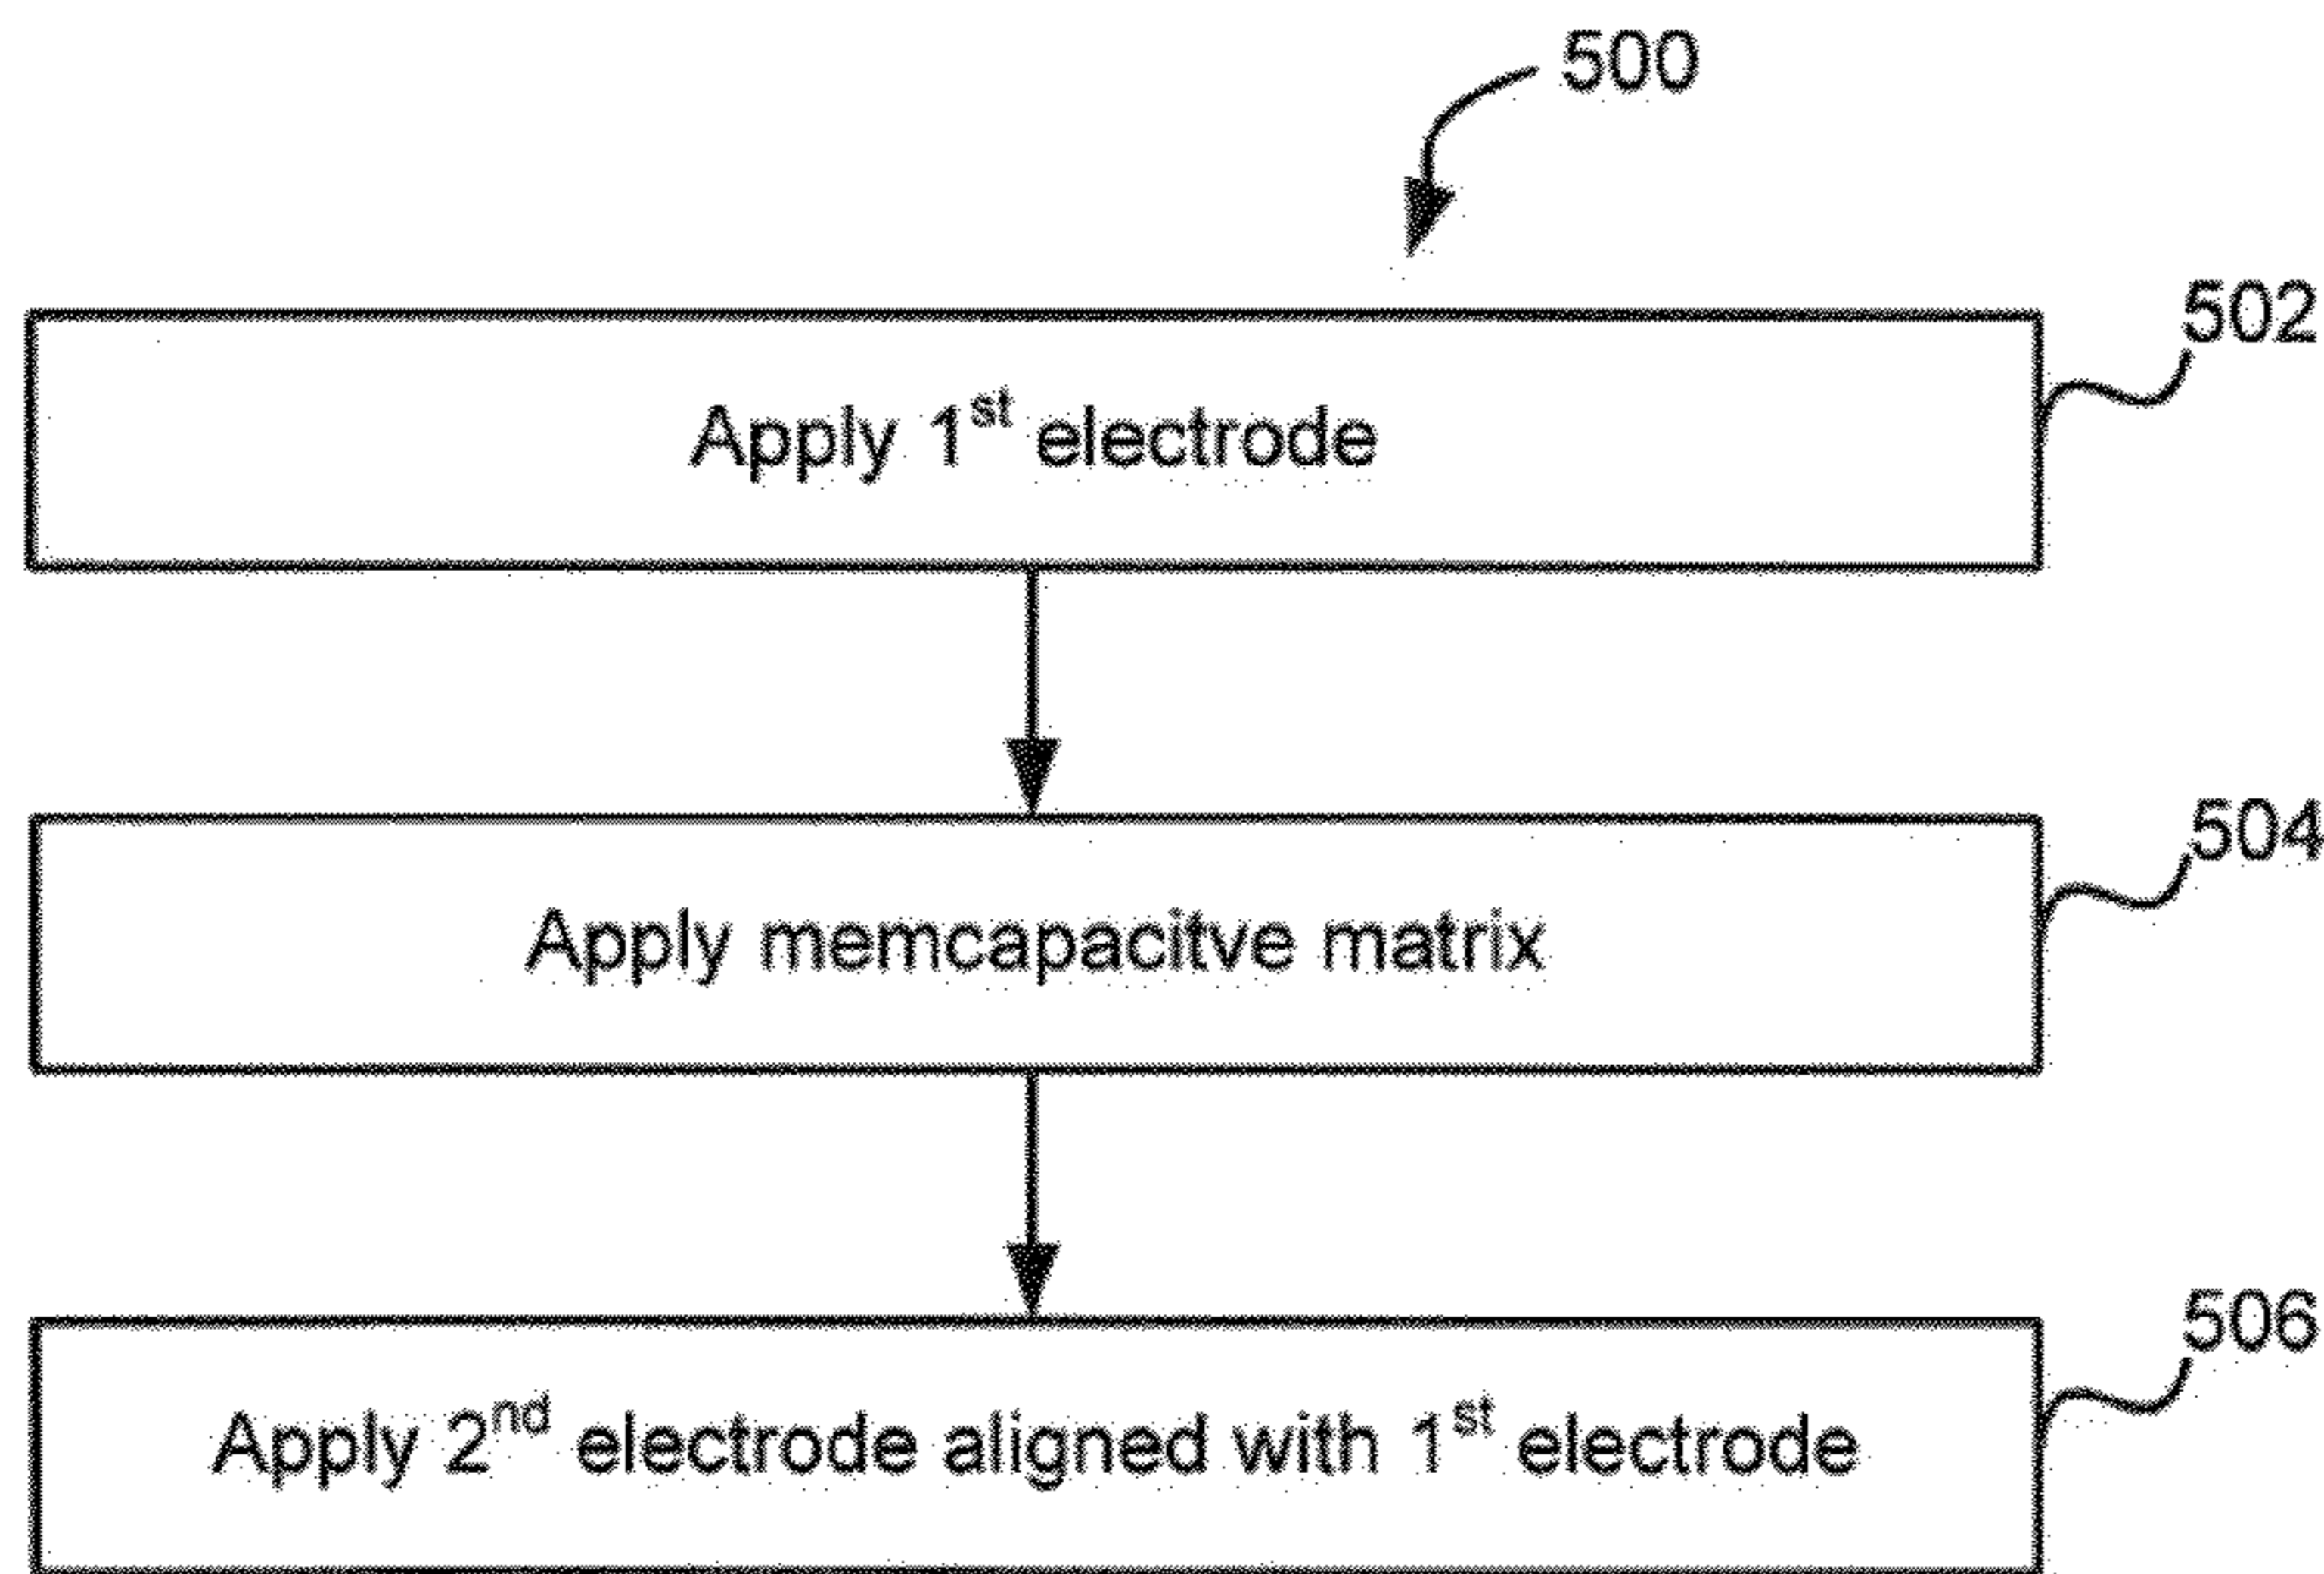 500
502
Apply 1st electrode
504
Apply memcapacitve matrix
506
Apply 2nd electrode aligned with 1st electrode